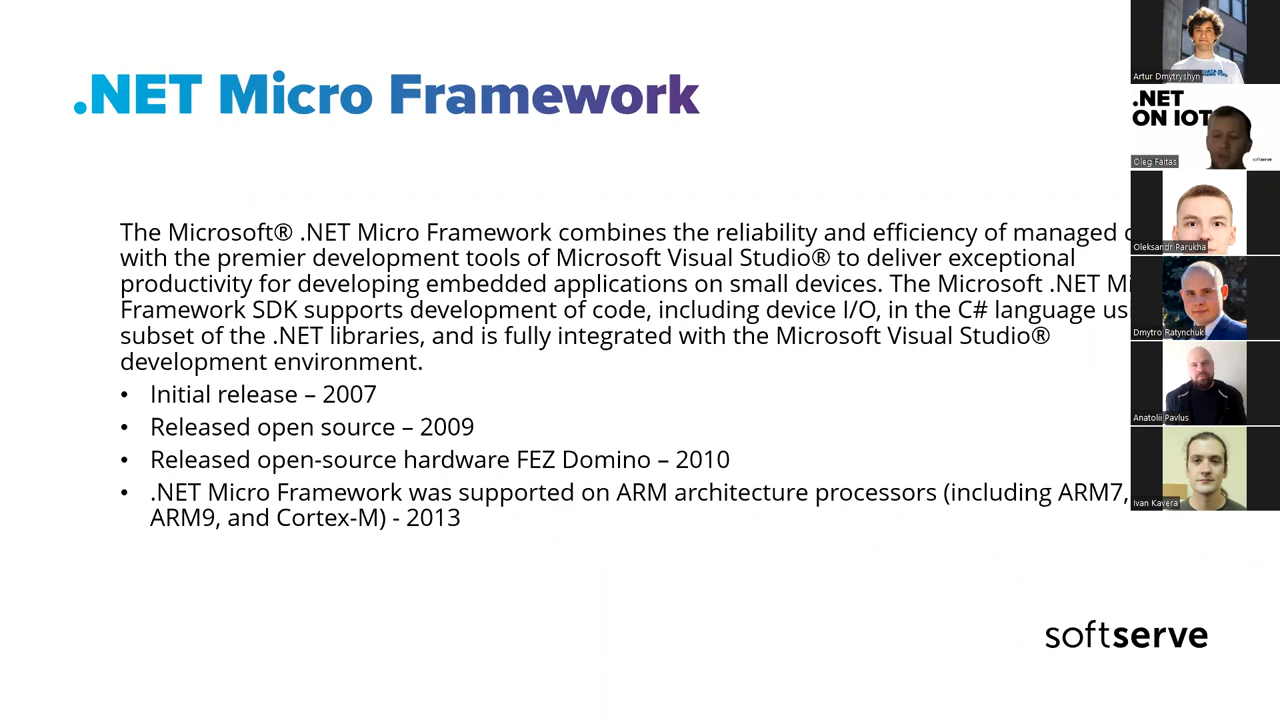 .NET Micro Framework
The Microsoft® .NET Micro Framework combines the reliability and efficiency of managed
with the premier development tools of Microsoft Visual Studio® to deliver exceptional
productivity for developing embedded applications on small devices. The Microsoft .NET
Framework SDK supports development of code, including device I/O, in the C# language
subset of the .NET libraries, and is fully integrated with the Microsoft Visual Studio®
development environment.
• Initial release – 2007
• Released open source – 2009
• Released open-source hardware FEZ Domino – 2010
• .NET Micro Framework was supported on ARM architecture processors (including ARM7,
ARM9, and Cortex-M) - 2013
softserve
Artur Dmytryshyn
.NET
ON IOT
softserve
Oleg Faitas
Oleksandr Parukha
Dmytro Ratynchuk
Anatolii Pavlus
Ivan Kavera